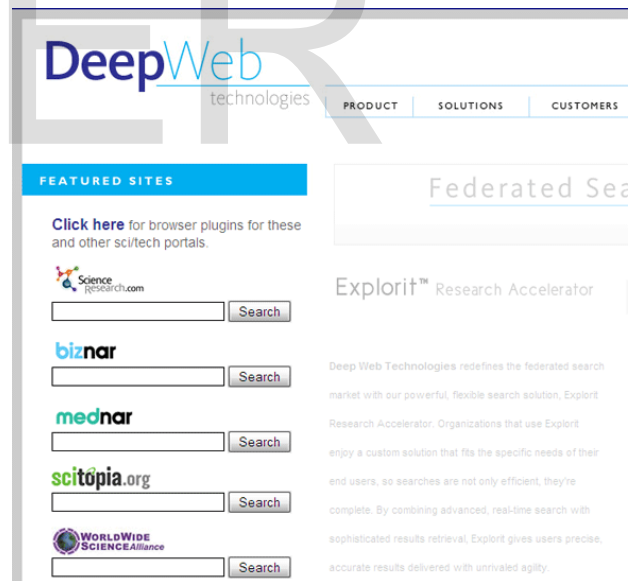 ER
DeepWeb
technologies
PRODUCT
SOLUTIONS
CUSTOMERS
FEATURED SITES
Federated Sea
Click here for browser plugins for these
and other sci/tech portals.
Science
Research.com
Search
biznar
Search
mednar
Search
scitopia.org
Search
WORLDWIDE
SCIENCEAlliance
Search
Explorit™ Research Accelerator
Deep Web Technologies redefines the federated search
market with our powerful, flexible search solution, Explorit
Research Accelerator. Organizations that use Explorit
enjoy a custom solution that fits the specific needs of their
end users, so searches are not only efficient, they're
complete. By combining advanced, real-time search with
sophisticated results retrieval, Explorit gives users precise,
accurate results delivered with unrivaled agility.